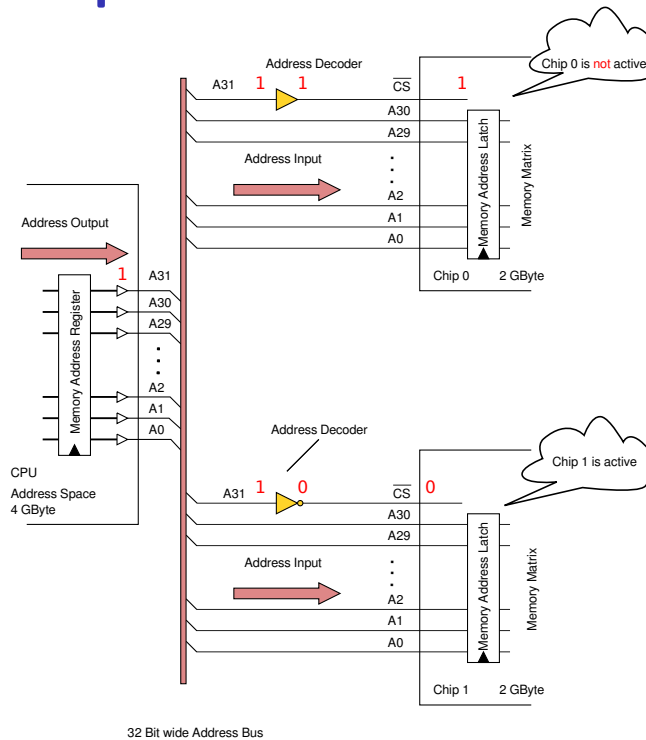 Address Decoder
Chip 0 is not active
A31 1 1 CS 1
A30
A29
Address Input
Memory Address Latch
Memory Matrix
A2
A1
A0
Chip 0 2 GByte
Address Output
1 A31
A30
A29
Memory Address Register
A2
A1
A0
CPU
Address Space
4 GByte
Address Decoder
Chip 1 is active
A31 1 0 CS 0
A30
A29
Address Input
Memory Address Latch
Memory Matrix
A2
A1
A0
Chip 1 2 GByte
32 Bit wide Address Bus